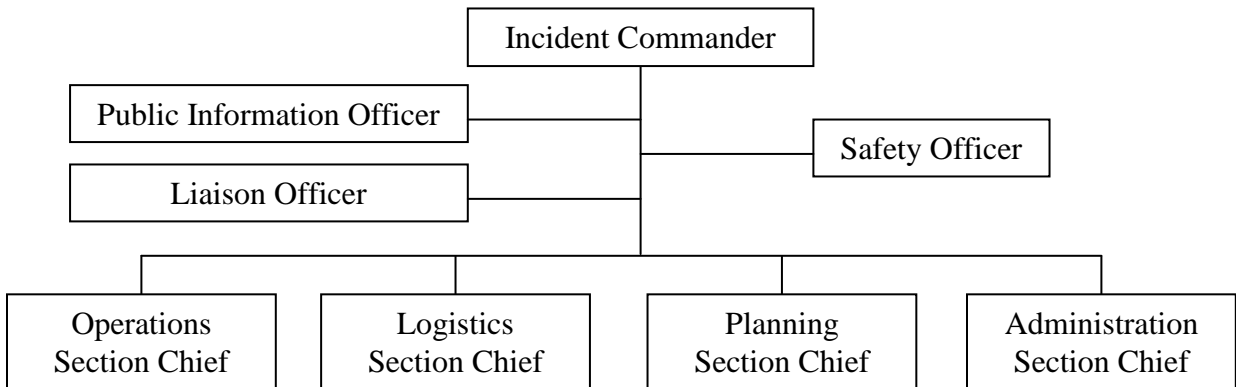 Incident Commander
Public Information Officer
Safety Officer
Liaison Officer
Operations
Section Chief
Logistics
Section Chief
Planning
Section Chief
Administration
Section Chief